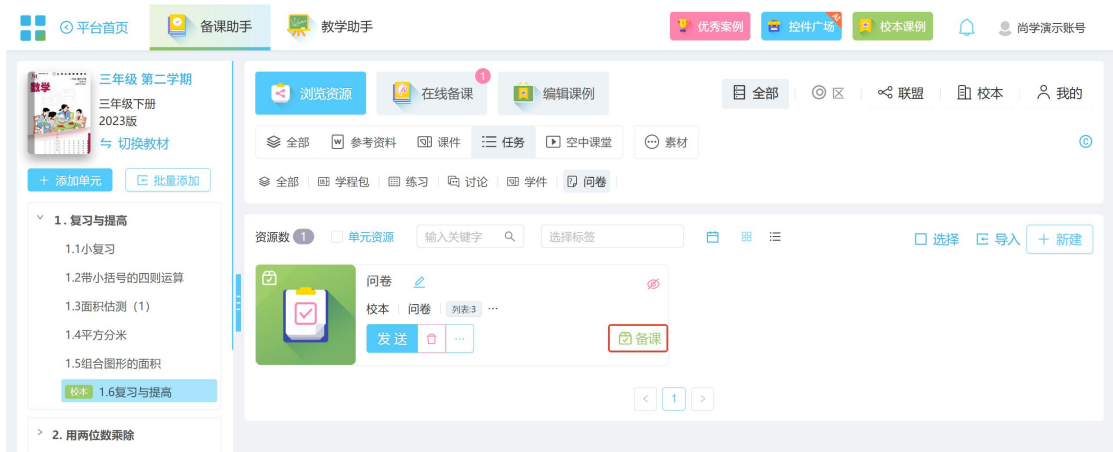 平台首页 备课助手 教学助手 优秀案例 控件广场 N 校本课例 尚学演示账号
数学
三年级 第二学期
三年级下册
2023版
切换教材
+ 添加单元 批量添加
1.复习与提高
1.1小复习
1.2带小括号的四则运算
1.3面积估测（1）
1.4平方分米
1.5组合图形的面积
校本 1.6复习与提高
2. 用两位数乘除
浏览资源 在线备课 1 编辑课例 全部 区 联盟 校本 我的
全部 参考资料 课件 任务 空中课堂 素材
全部 学程包 练习 讨论 学件 问卷
资源数 1 单元资源 输入关键字 选择标签 选择 导入 + 新建
问卷
校本 问卷 列表:3 ...
发送 ... 备课
< 1 >